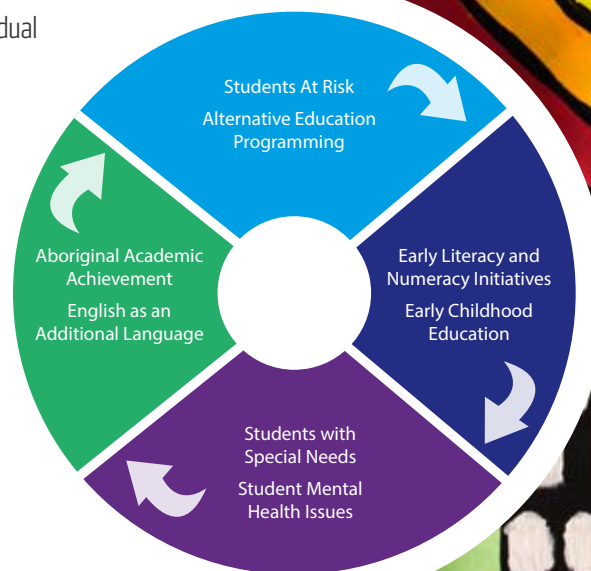 dual
Students At Risk
Alternative Education
Programming
Early Literacy and
Numeracy Initiatives
Early Childhood
Education
Students with
Special Needs
Student Mental
Health Issues
Aboriginal Academic
Achievement
English as an
Additional Language